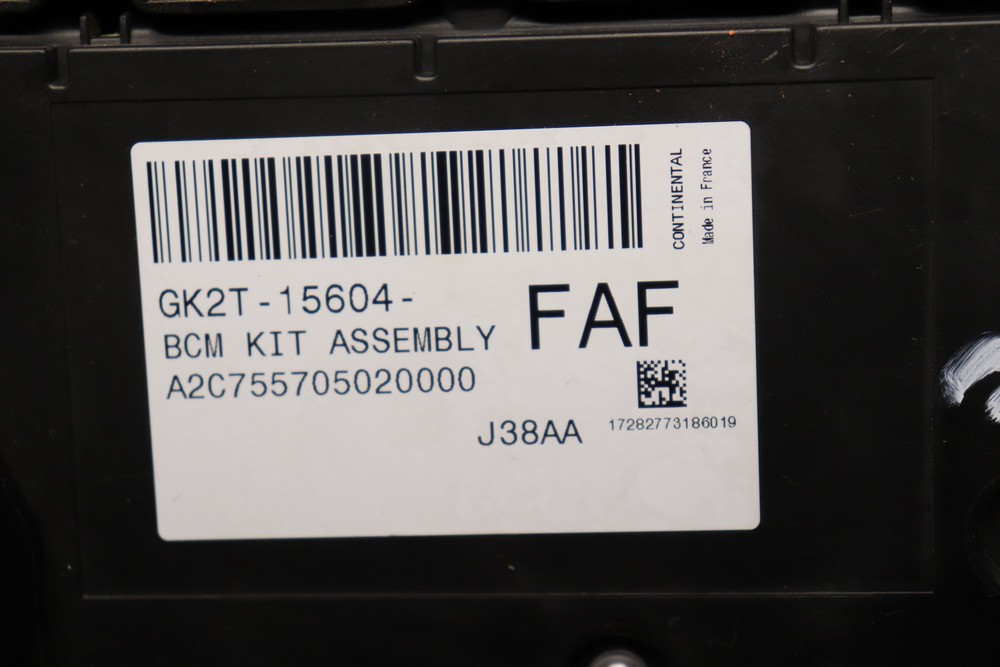 CONTINENTAL
Made in France
GK2T-15604-
FAF
BCM KIT ASSEMBLY
A2C755705020000
J38AA
17282773186019